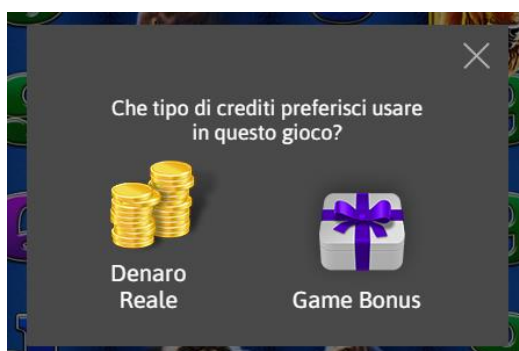 Che tipo di crediti preferisci usare
in questo gioco?
Denaro
Reale
Game Bonus